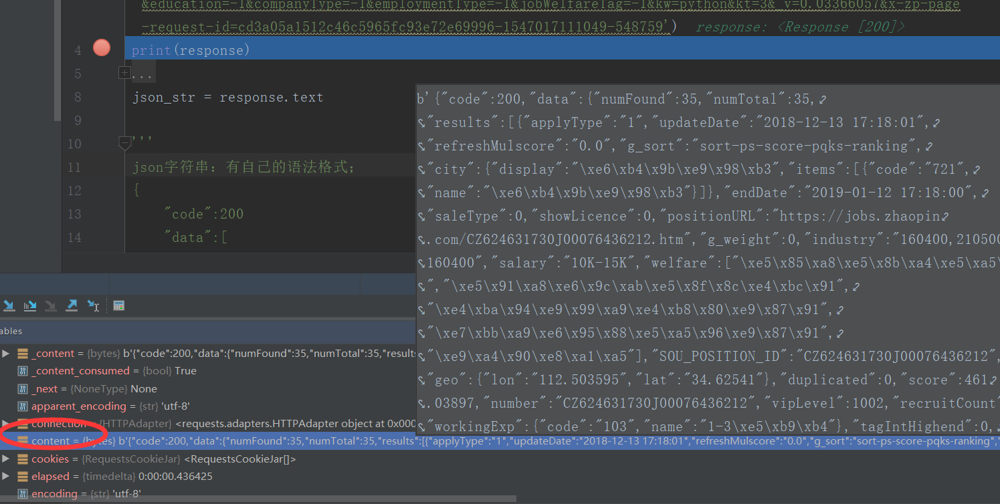 &education=-1&companyType=-1&employmentType=-1&jobWelfareTag=-1&kw=python&kt=3&_v=0.03366057&x-zp-page
-request-id=cd3a05a1512c46c5965fc93e72e69996-1547017111049-548759') response: <Response [200]>
4 print(response)
5 ...
8 json_str = response.text
9
10 '''
11 json字符串：有自己的语法格式；
12 {
13 "code":200
14 "data":[
b'{"code":200,"data":{"numFound":35,"numTotal":35,
"results":[{"applyType":"1","updateDate":"2018-12-13 17:18:01",
"refreshMulscore":"0.0","g_sort":"sort-ps-score-pqks-ranking",
"city":{"display":"\xe6\xb4\x9b\xe9\x98\xb3","items":[{"code":"721",
"name":"\xe6\xb4\x9b\xe9\x98\xb3"}]},"endDate":"2019-01-12 17:18:00",
"saleType":0,"showLicence":0,"positionURL":"https://jobs.zhaopin
.com/CZ624631730J00076436212.htm","g_weight":0,"industry":"160400,210500
160400","salary":"10K-15K","welfare":["\xe5\x85\xa8\xe5\x8b\xa4\xe5\xa5\
","\xe5\x91\xa8\xe6\x9c\xab\xe5\x8f\x8c\xe4\xbc\x91",
"\xe4\xba\x94\xe9\x99\xa9\xe4\xb8\x80\xe9\x87\x91",
"\xe7\xbb\xa9\xe6\x95\x88\xe5\xa5\x96\xe9\x87\x91",
"\xe9\xa4\x90\xe8\xa1\xa5"],"SOU_POSITION_ID":"CZ624631730J00076436212",
"geo":{"lon":"112.503595","lat":"34.62541"},"duplicated":0,"score":461
.03897,"number":"CZ624631730J00076436212","vipLevel":1002,"recruitCount"
"workingExp":{"code":"103","name":"1-3\xe5\xb9\xb4"},"tagIntHighend":0,
ables
_content = {bytes} b'{"code":200,"data":{"numFound":35,"numTotal":35,"results
_content_consumed = {bool} True
_next = {NoneType} None
apparent_encoding = {str} 'utf-8'
connection = {HTTPAdapter} <requests.adapters.HTTPAdapter object at 0x000
content = {bytes} b'{"code":200,"data":{"numFound":35,"numTotal":35,"results":[{"applyType":"1","updateDate":"2018-12-13 17:18:01","refreshMulscore":"0.0","g_sort":"sort-ps-score-pqks-ranking","
cookies = {RequestsCookieJar} <RequestsCookieJar[]>
elapsed = {timedelta} 0:00:00.436425
encoding = {str} 'utf-8'